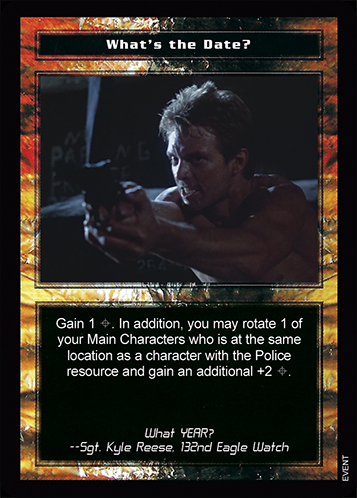 What's the Date?
Gain 1 ⌖. In addition, you may rotate 1 of
your Main Characters who is at the same
location as a character with the Police
resource and gain an additional +2 ⌖.
What YEAR?
--Sgt. Kyle Reese, 132nd Eagle Watch
EVENT